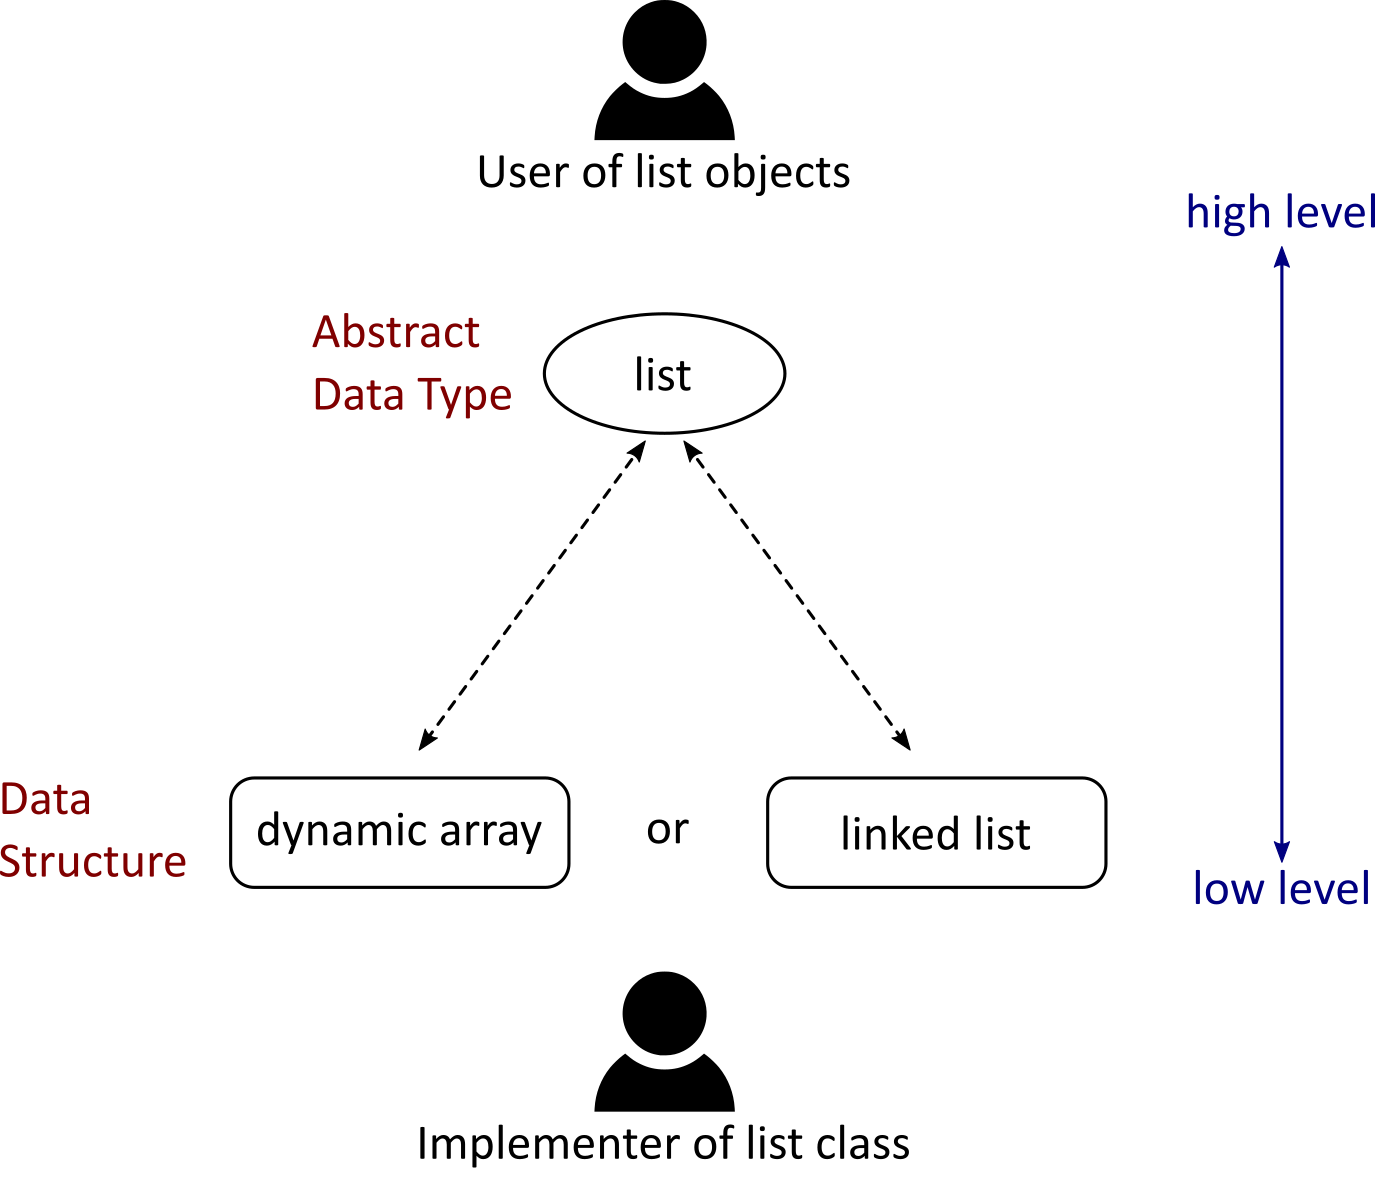 User of list objects
high level
Abstract
Data Type
list
Data
Structure
dynamic array
or
linked list
low level
Implementer of list class